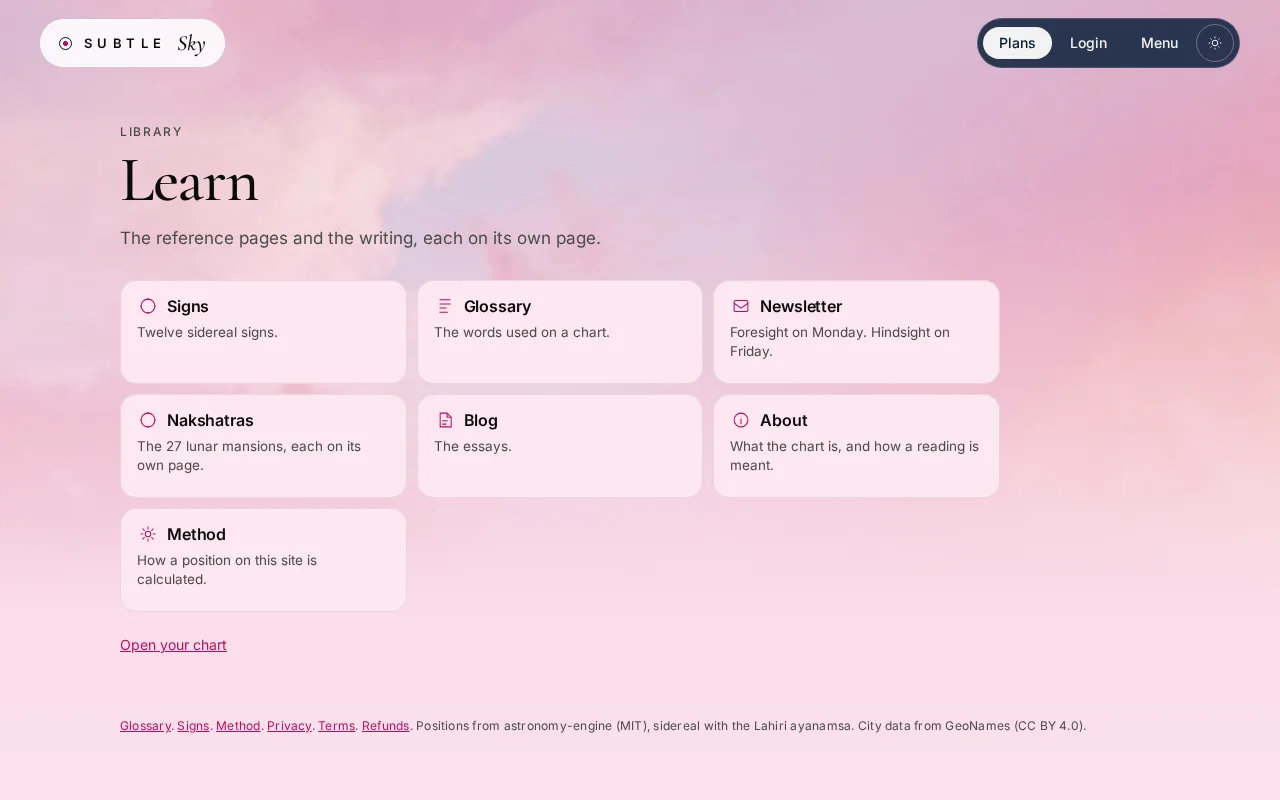 SUBTLE Sky
Plans
Login
Menu
LIBRARY
Learn
The reference pages and the writing, each on its own page.
Signs
Twelve sidereal signs.
Glossary
The words used on a chart.
Newsletter
Foresight on Monday. Hindsight on
Friday.
Nakshatras
The 27 lunar mansions, each on its
own page.
Blog
The essays.
About
What the chart is, and how a reading is
meant.
Method
How a position on this site is
calculated.
Open your chart
Glossary. Signs. Method. Privacy. Terms. Refunds. Positions from astronomy-engine (MIT), sidereal with the Lahiri ayanamsa. City data from GeoNames (CC BY 4.0).